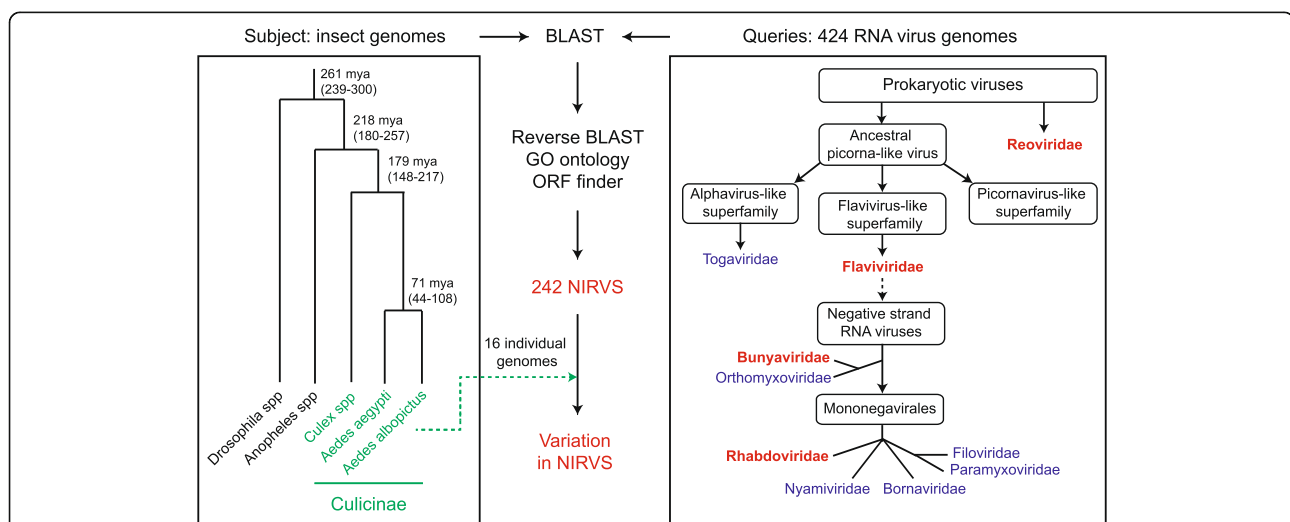 Subject: insect genomes
BLAST
Queries: 424 RNA virus genomes
261 mya
(239-300)
218 mya
(180-257)
179 mya
(148-217)
71 mya
(44-108)
Drosophila spp
Anopheles spp
Culex spp
Aedes aegypti
Aedes albopictus
Culicinae
Reverse BLAST
GO ontology
ORF finder
242 NIRVS
16 individual
genomes
Variation
in NIRVS
Prokaryotic viruses
Ancestral
picorna-like virus
Reoviridae
Alphavirus-like
superfamily
Flavivirus-like
superfamily
Picornavirus-like
superfamily
Togaviridae
Flaviviridae
Negative strand
RNA viruses
Bunyaviridae
Orthomyxoviridae
Mononegavirales
Rhabdoviridae
Filoviridae
Paramyxoviridae
Nyamiviridae
Bornaviridae